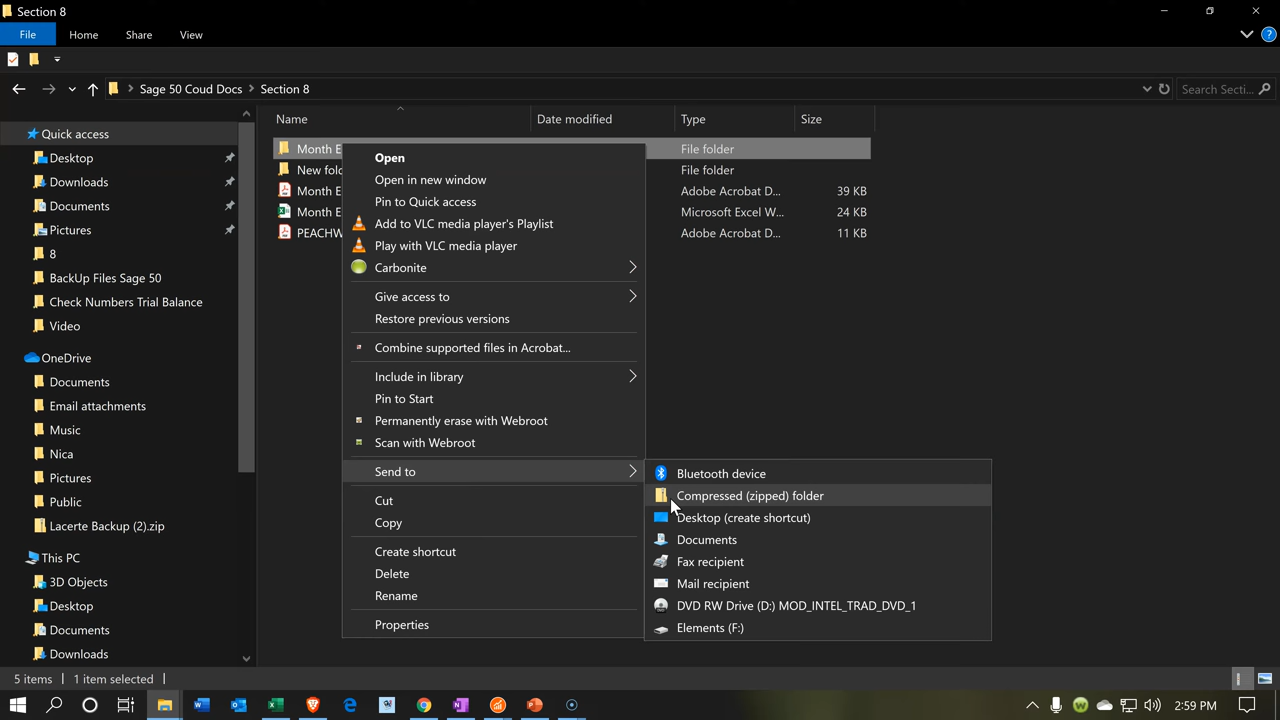 Section 8
File Home Share View
Sage 50 Coud Docs Section 8
Search Secti...
Name Date modified Type Size
Quick access
Desktop
Downloads
Documents
Pictures
8
BackUp Files Sage 50
Check Numbers Trial Balance
Video
OneDrive
Documents
Email attachments
Music
Nica
Pictures
Public
Lacerte Backup (2).zip
This PC
3D Objects
Desktop
Documents
Downloads
Month E File folder
New fol File folder
Month E Adobe Acrobat D... 39 KB
Month E Microsoft Excel W... 24 KB
PEACHW Adobe Acrobat D... 11 KB
Open
Open in new window
Pin to Quick access
Add to VLC media player's Playlist
Play with VLC media player
Carbonite
Give access to
Restore previous versions
Combine supported files in Acrobat...
Include in library
Pin to Start
Permanently erase with Webroot
Scan with Webroot
Send to
Cut
Copy
Create shortcut
Delete
Rename
Properties
Bluetooth device
Compressed (zipped) folder
Desktop (create shortcut)
Documents
Fax recipient
Mail recipient
DVD RW Drive (D:) MOD_INTEL_TRAD_DVD_1
Elements (F:)
5 items 1 item selected
2:59 PM